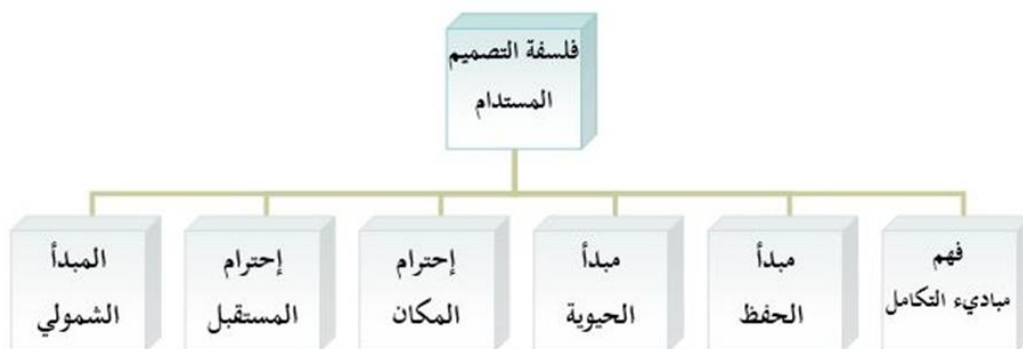 فلسفة التصميم
المستدام
فهم
مباديء التكامل
مبدأ
الحفظ
مبدأ
الحيوية
إحترام
المكان
إحترام
المستقبل
المبدأ
الشمولي